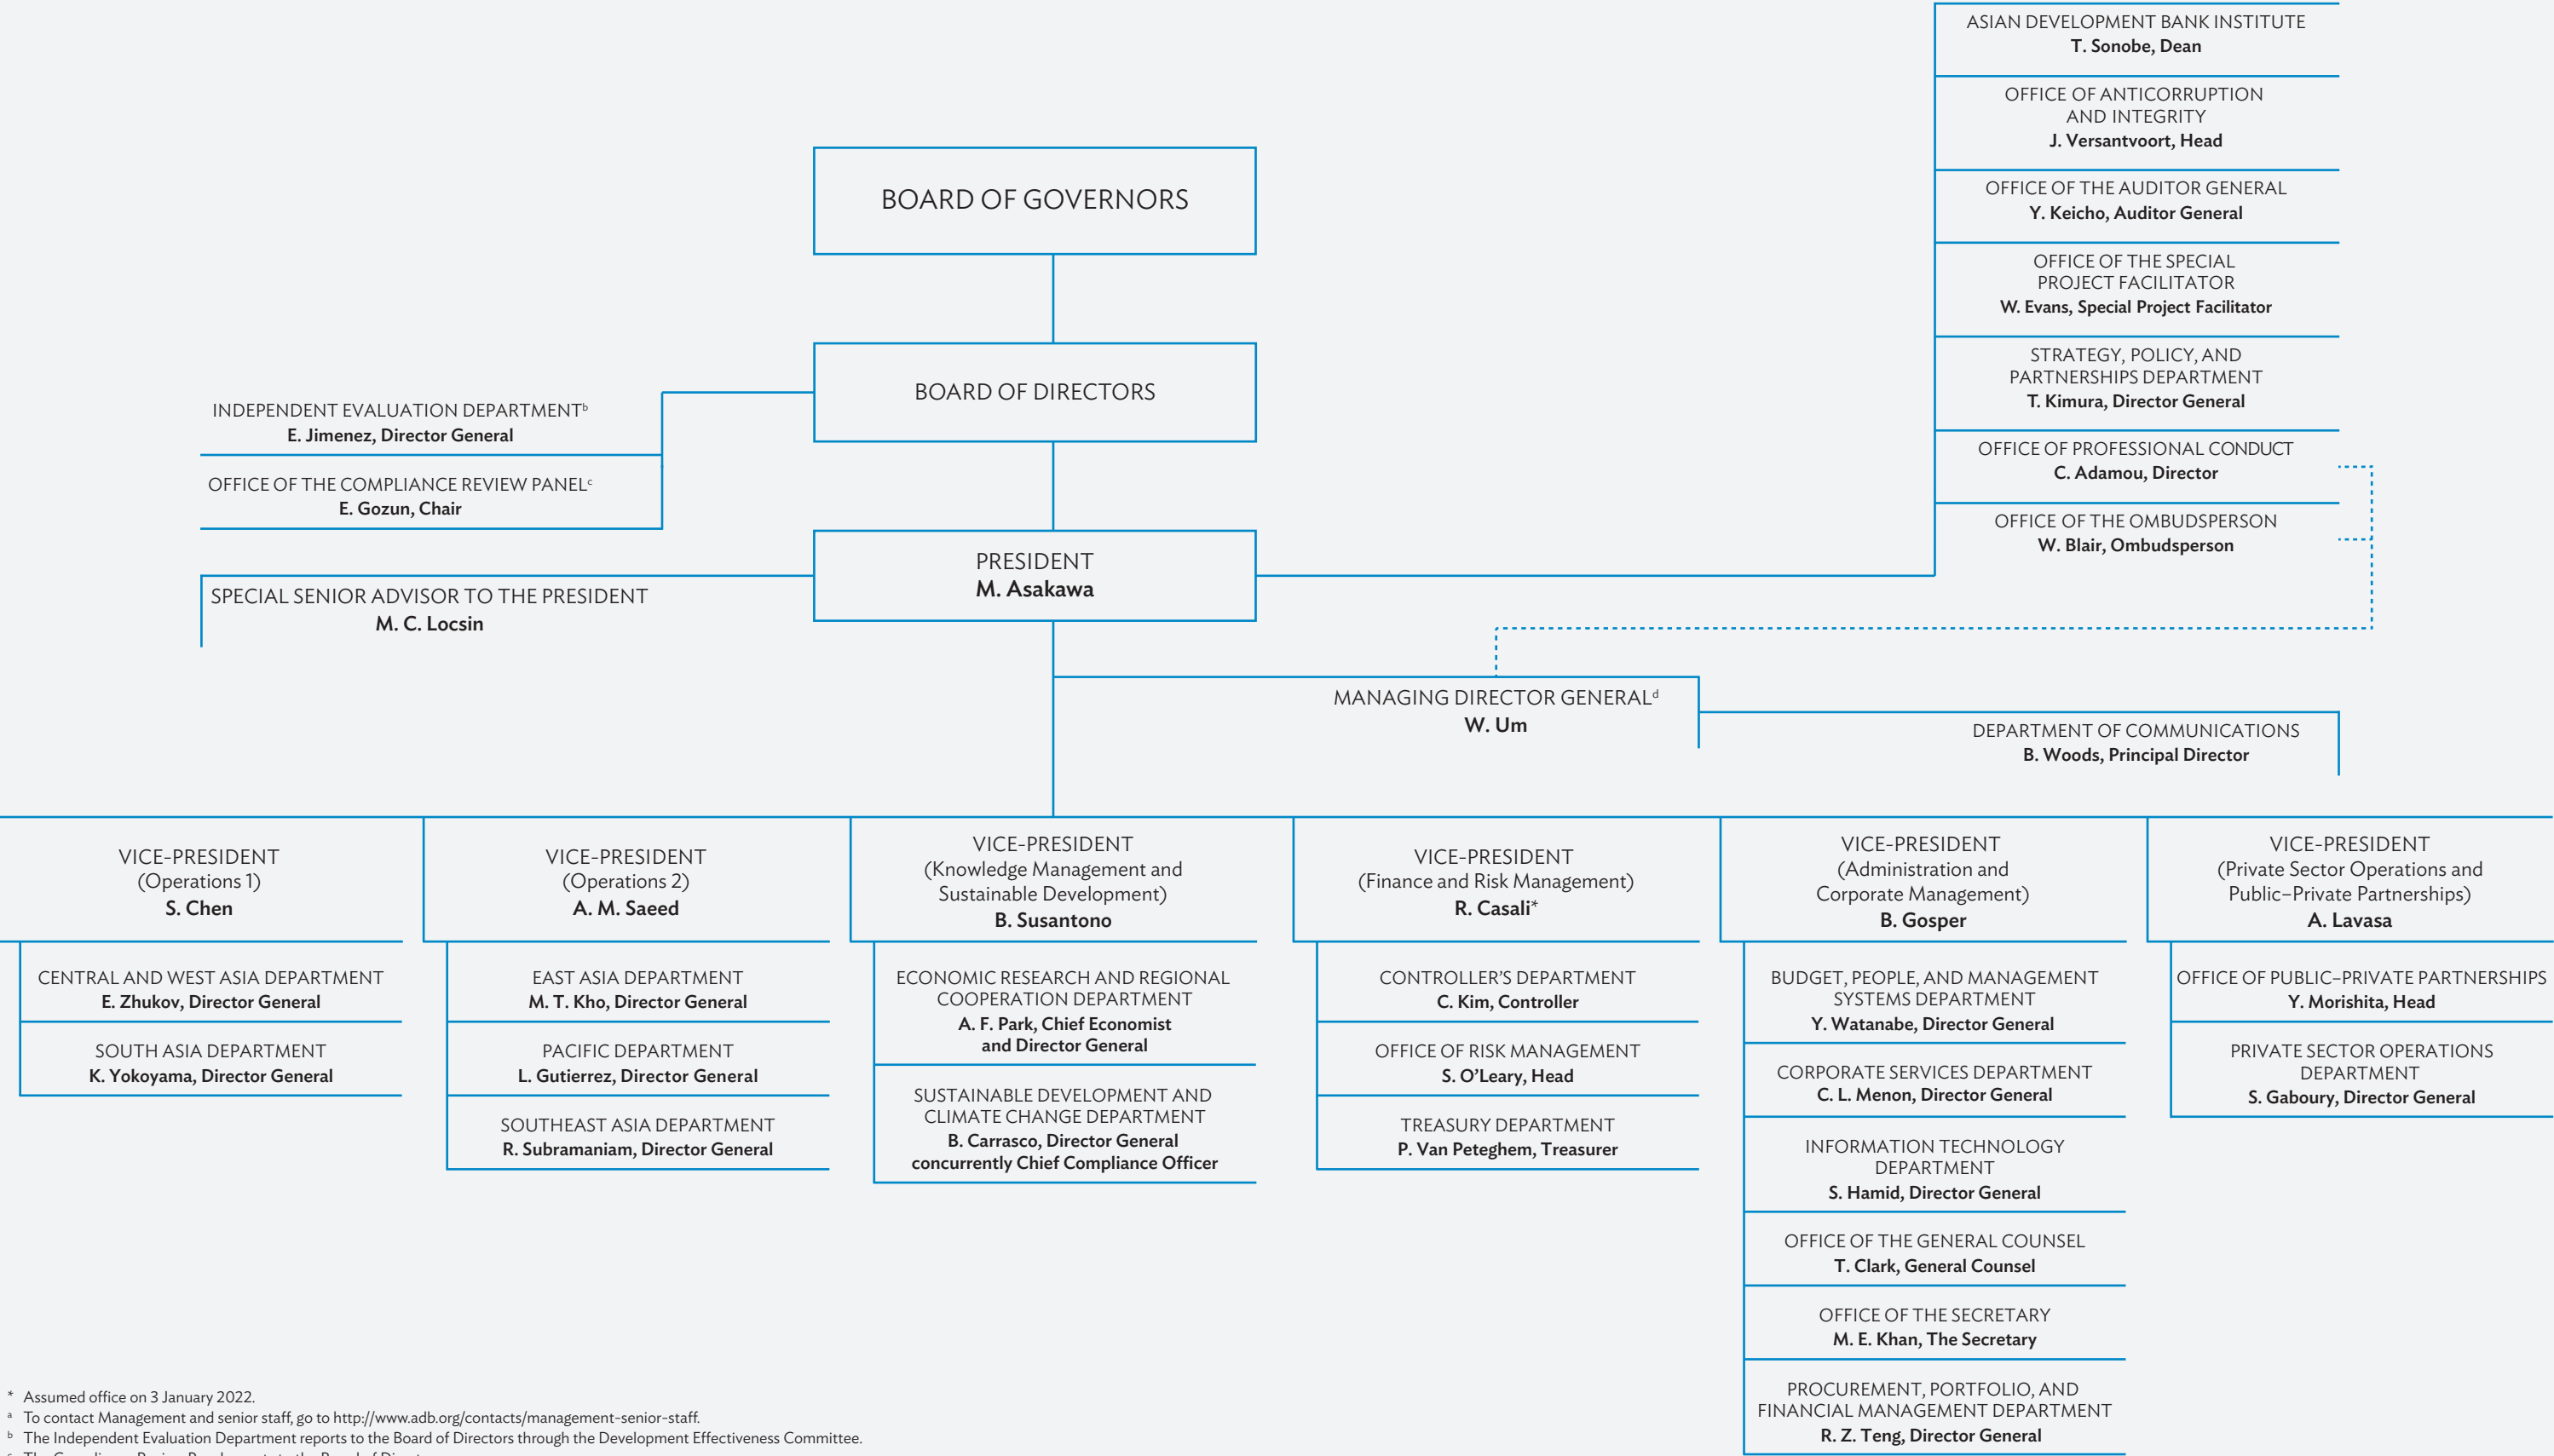 ASIAN DEVELOPMENT BANK INSTITUTE
T. Sonobe, Dean
OFFICE OF ANTICORRUPTION
AND INTEGRITY
J. Versantvoort, Head
OFFICE OF THE AUDITOR GENERAL
Y. Keicho, Auditor General
OFFICE OF THE SPECIAL
PROJECT FACILITATOR
W. Evans, Special Project Facilitator
STRATEGY, POLICY, AND
PARTNERSHIPS DEPARTMENT
T. Kimura, Director General
OFFICE OF PROFESSIONAL CONDUCT
C. Adamou, Director
OFFICE OF THE OMBUDSPERSON
W. Blair, Ombudsperson
BOARD OF GOVERNORS
BOARD OF DIRECTORS
INDEPENDENT EVALUATION DEPARTMENTᵇ
E. Jimenez, Director General
OFFICE OF THE COMPLIANCE REVIEW PANELᶜ
E. Gozun, Chair
PRESIDENT
M. Asakawa
SPECIAL SENIOR ADVISOR TO THE PRESIDENT
M. C. Locsin
MANAGING DIRECTOR GENERALᵈ
W. Um
DEPARTMENT OF COMMUNICATIONS
B. Woods, Principal Director
VICE-PRESIDENT
(Operations 1)
S. Chen
CENTRAL AND WEST ASIA DEPARTMENT
E. Zhukov, Director General
SOUTH ASIA DEPARTMENT
K. Yokoyama, Director General
VICE-PRESIDENT
(Operations 2)
A. M. Saeed
EAST ASIA DEPARTMENT
M. T. Kho, Director General
PACIFIC DEPARTMENT
L. Gutierrez, Director General
SOUTHEAST ASIA DEPARTMENT
R. Subramaniam, Director General
VICE-PRESIDENT
(Knowledge Management and
Sustainable Development)
B. Susantono
ECONOMIC RESEARCH AND REGIONAL
COOPERATION DEPARTMENT
A. F. Park, Chief Economist
and Director General
SUSTAINABLE DEVELOPMENT AND
CLIMATE CHANGE DEPARTMENT
B. Carrasco, Director General
concurrently Chief Compliance Officer
VICE-PRESIDENT
(Finance and Risk Management)
R. Casali*
CONTROLLER'S DEPARTMENT
C. Kim, Controller
OFFICE OF RISK MANAGEMENT
S. O'Leary, Head
TREASURY DEPARTMENT
P. Van Peteghem, Treasurer
VICE-PRESIDENT
(Administration and
Corporate Management)
B. Gosper
BUDGET, PEOPLE, AND MANAGEMENT
SYSTEMS DEPARTMENT
Y. Watanabe, Director General
CORPORATE SERVICES DEPARTMENT
C. L. Menon, Director General
INFORMATION TECHNOLOGY
DEPARTMENT
S. Hamid, Director General
OFFICE OF THE GENERAL COUNSEL
T. Clark, General Counsel
OFFICE OF THE SECRETARY
M. E. Khan, The Secretary
PROCUREMENT, PORTFOLIO, AND
FINANCIAL MANAGEMENT DEPARTMENT
R. Z. Teng, Director General
VICE-PRESIDENT
(Private Sector Operations and
Public–Private Partnerships)
A. Lavasa
OFFICE OF PUBLIC–PRIVATE PARTNERSHIPS
Y. Morishita, Head
PRIVATE SECTOR OPERATIONS
DEPARTMENT
S. Gaboury, Director General
* Assumed office on 3 January 2022.
ᵃ To contact Management and senior staff, go to http://www.adb.org/contacts/management-senior-staff.
ᵇ The Independent Evaluation Department reports to the Board of Directors through the Development Effectiveness Committee.